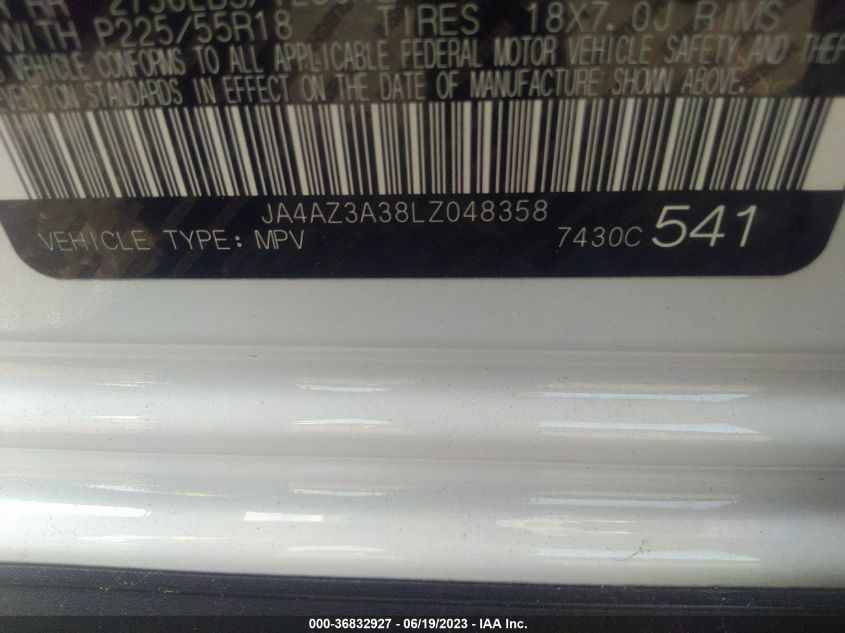 WITH P225/55R18 TIRES 18X7.0J RIMS
VEHICLE CONFORMS TO ALL APPLICABLE FEDERAL MOTOR VEHICLE SAFETY AND THEF
VENTION STANDARDS IN EFFECT ON THE DATE OF MANUFACTURE SHOWN ABOVE.
JA4AZ3A38LZ048358
VEHICLE TYPE: MPV 7430C 541
000-36832927 - 06/19/2023 - IAA Inc.